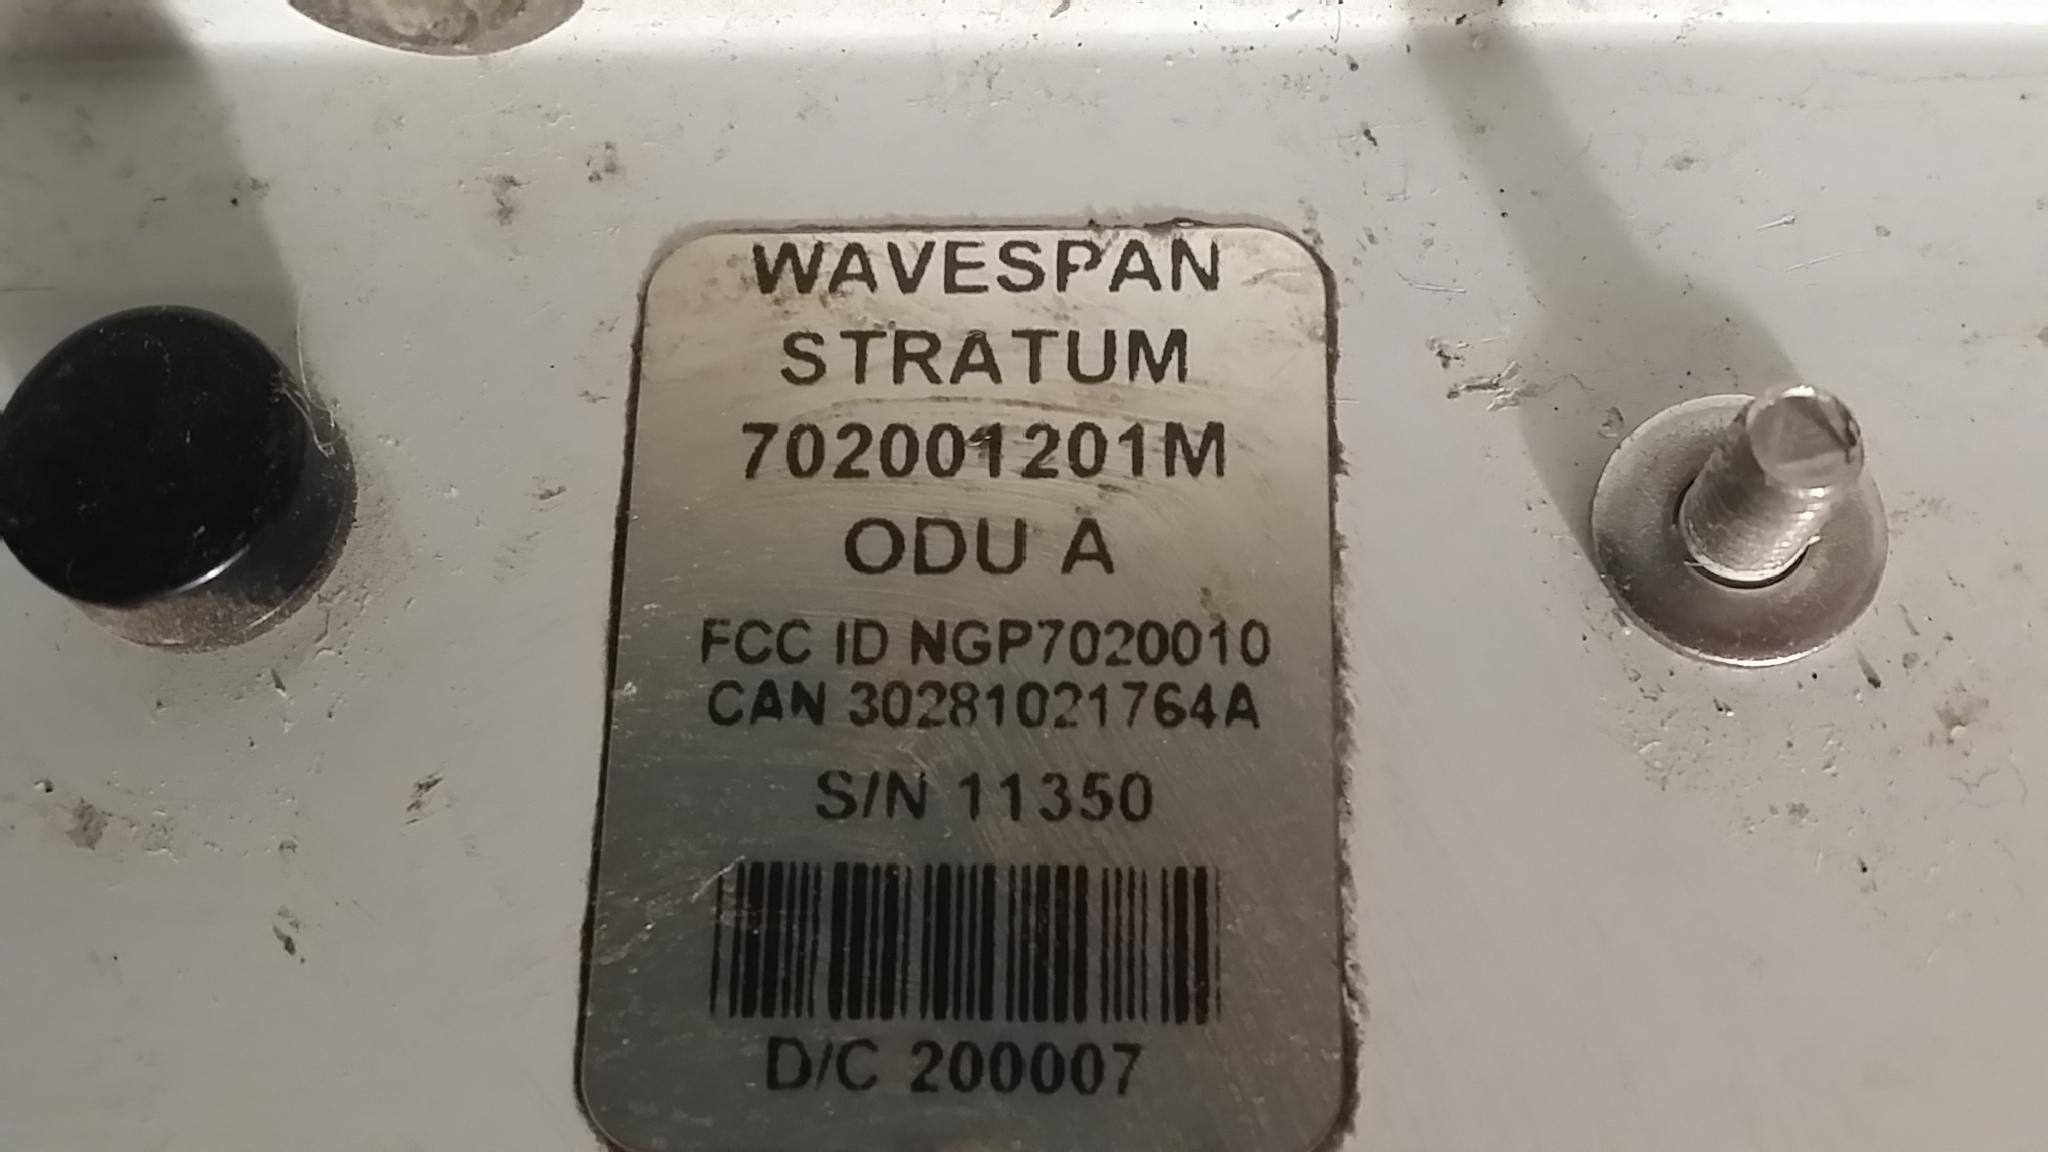 WAVESPAN
STRATUM
702001201M
ODU A
FCC ID NGP7020010
CAN 30281021764A
S/N 11350
D/C 200007